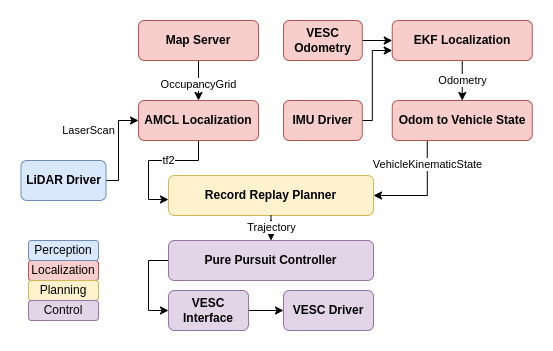 Map Server
VESC
Odometry
EKF Localization
OccupancyGrid
Odometry
LaserScan
AMCL Localization
IMU Driver
Odom to Vehicle State
tf2
VehicleKinematicState
LiDAR Driver
Record Replay Planner
Trajectory
Perception
Localization
Planning
Control
Pure Pursuit Controller
VESC
Interface
VESC Driver